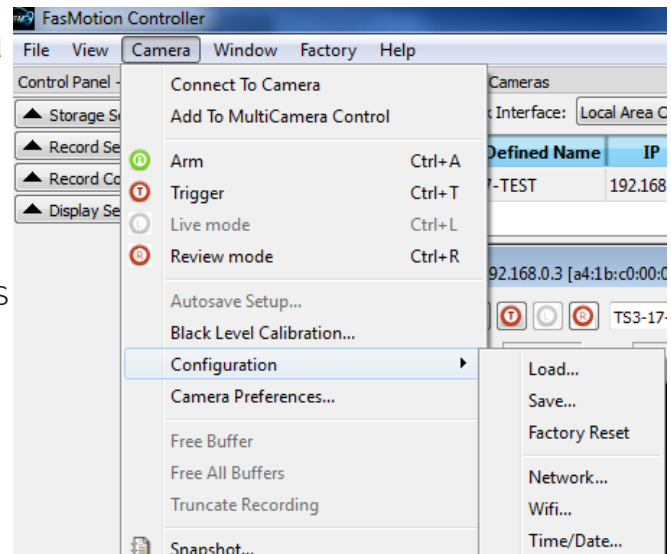 FasMotion Controller
File View Camera Window Factory Help
Control Panel -
Storage Se
Record Se
Record Co
Display Se
Connect To Camera
Add To MultiCamera Control
Arm Ctrl+A
Trigger Ctrl+T
Live mode Ctrl+L
Review mode Ctrl+R
Autosave Setup...
Black Level Calibration...
Configuration
Camera Preferences...
Free Buffer
Free All Buffers
Truncate Recording
Snapshot...
Cameras
Interface: Local Area C
Defined Name IP
-TEST 192.168
92.168.0.3 [a4:1b:c0:00:0
TS3-17-
Load...
Save...
Factory Reset
Network...
Wifi...
Time/Date...